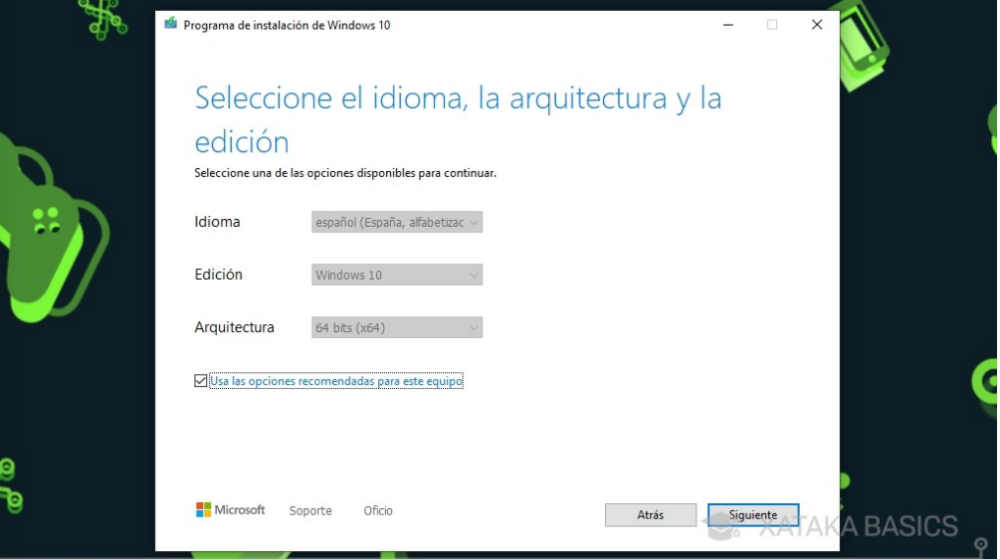 Programa de instalación de Windows 10
Seleccione el idioma, la arquitectura y la
edición
Seleccione una de las opciones disponibles para continuar.
Idioma
español (España, alfabetizac
Edición
Windows 10
Arquitectura
64 bits (x64)
Usa las opciones recomendadas para este equipo
Microsoft
Soporte
Oficio
Atrás
Siguiente
XATAKA BASICS